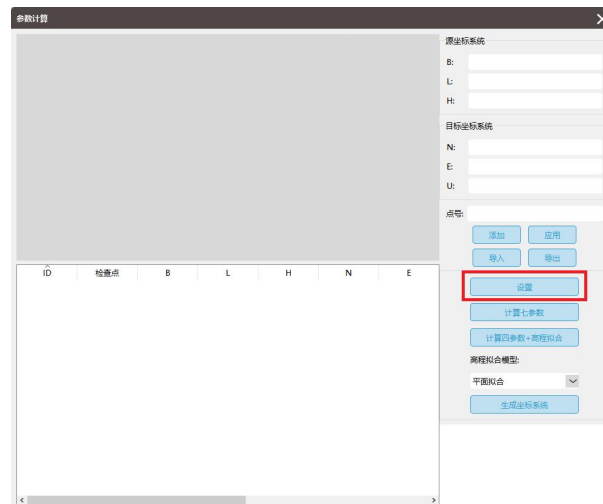 参数计算
源坐标系统
B:
L:
H:
目标坐标系统
N:
E:
U:
点号:
添加 应用
导入 导出
ID 检查点 B L H N E
设置
计算七参数
计算四参数+高程拟合
高程拟合模型:
平面拟合
生成坐标系统